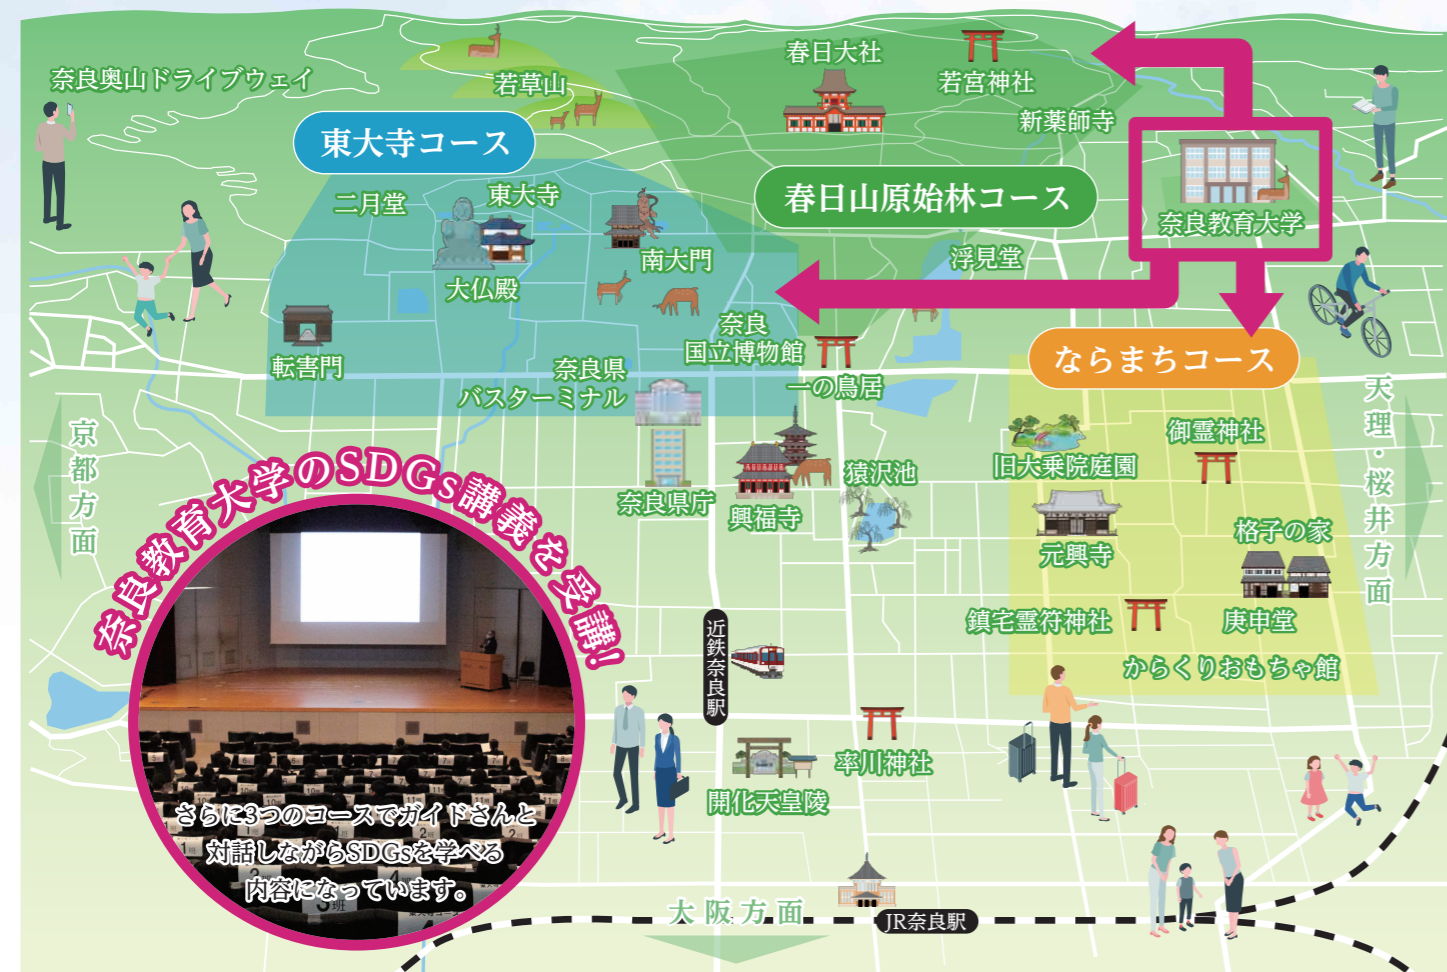 春日大社
若宮神社
奈良奥山ドライブウェイ
若草山
新薬師寺
東大寺コース
春日山原始林コース
奈良教育大学
二月堂
東大寺
南大門
浮見堂
大仏殿
奈良
国立博物館
転害門
奈良県
バスターミナル
一の鳥居
ならまちコース
天理・桜井方面
京都方面
御霊神社
旧大乗院庭園
猿沢池
奈良県庁
興福寺
元興寺
格子の家
鎮宅霊符神社
庚申堂
からくりおもちゃ館
奈良教育大学のSDGs講義を受講!!
近鉄奈良駅
率川神社
開化天皇陵
さらに3つのコースでガイドさんと
対話しながらSDGsを学べる
内容になっています。
大阪方面
JR奈良駅